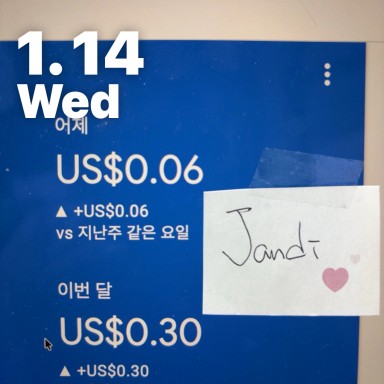 1.14
Wed
어제
US$0.06
▲ +US$0.06
vs 지난주 같은 요일
Jandi
이번 달
US$0.30
▲ +US$0.30